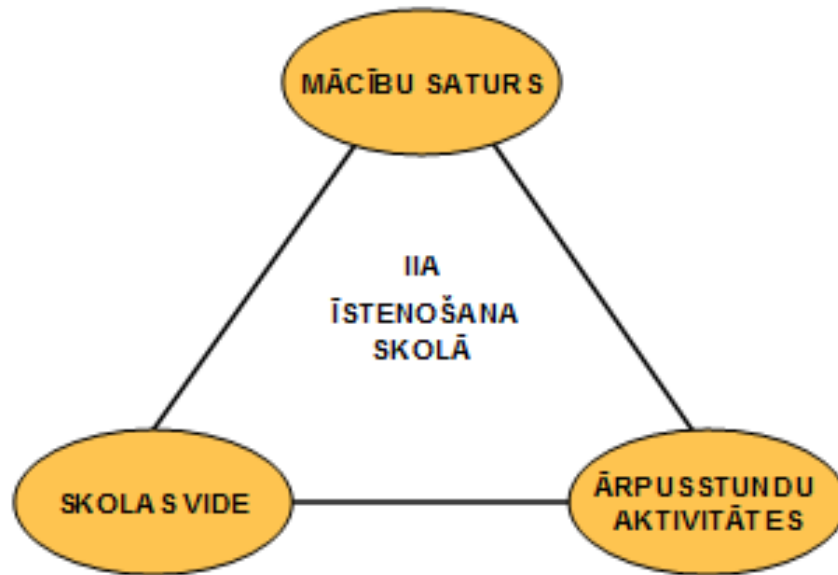 MĀCĪBU SATURS
IIA
ĪSTENOŠANA
SKOLĀ
SKOLAS VIDE
ĀRPUSSTUNDU
AKTIVITĀTES